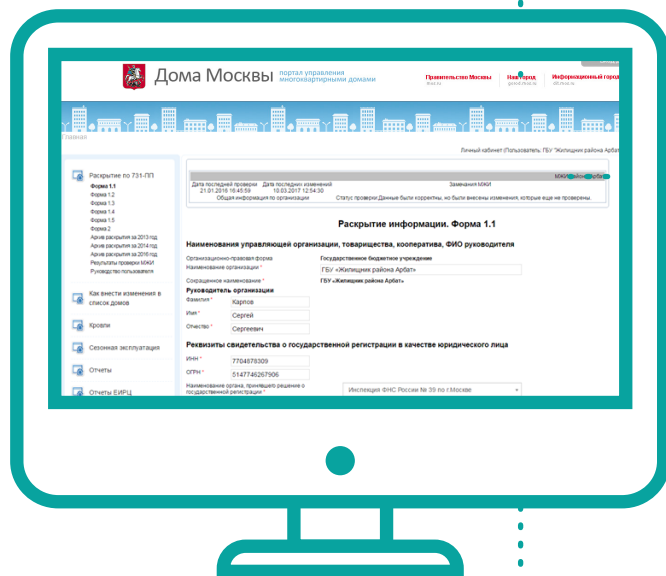 Дома Москвы
портал управления
многоквартирными домами
Правительство Москвы
Наш город
Информационный город
Главная
Личный кабинет (Пользователь: ГБУ "Жилищник района Арбат
Раскрытие по 731-ПП
Форма 1.1
Форма 1.2
Форма 1.3
Форма 1.4
Форма 1.5
Форма 2
Архив раскрытия за 2013 год
Архив раскрытия за 2014 год
Архив раскрытия за 2016 год
Результаты проверки МЖИ
Руководство пользователя
Как внести изменения в
список домов
Кровли
Сезонная эксплуатация
Отчеты
Отчеты ЕИРЦ
Дата последней проверки Дата последних изменений Замечания МЖИ
21.01.2016 16:45:59 10.03.2017 12:54:30
Общая информация по организации Статус проверки:Данные были корректны, но были внесены изменения, которые еще не проверены.
Раскрытие информации. Форма 1.1
Наименования управляющей организации, товарищества, кооператива, ФИО руководителя
Организационно-правовая форма Государственное бюджетное учреждение
Наименование
организации * ГБУ «Жилищник района Арбат»
Сокращенное наименование * ГБУ «Жилищник района Арбат»
Руководитель организации
Фамилия * Карпов
Имя * Сергей
Отчество * Сергеевич
Реквизиты свидетельства о государственной регистрации в качестве юридического лица
ИНН * 7704878309
ОГРН * 5147746267906
Наименование органа, принявшего решение о
государственной регистрации * Инспекция ФНС России № 39 по г.Москве